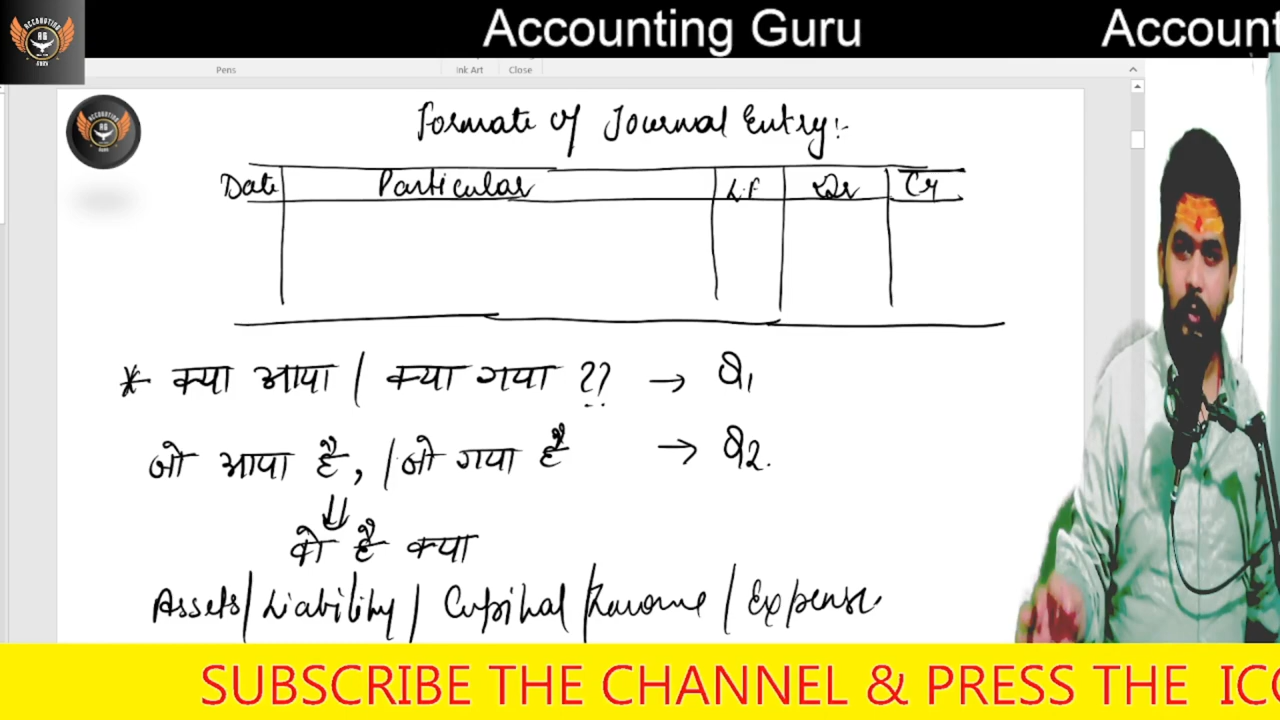 Accounting Guru Account
Pens Ink Art Close
Formate of Journal Entry:-
Date Particular L.F Dr Cr
* क्या आया / क्या गया ?? → Q1
जो आया है, / जो गया है → Q2.
वो है क्या
Assets / Liability / Capital / Revenue / Expense
SUBSCRIBE THE CHANNEL & PRESS THE ICO